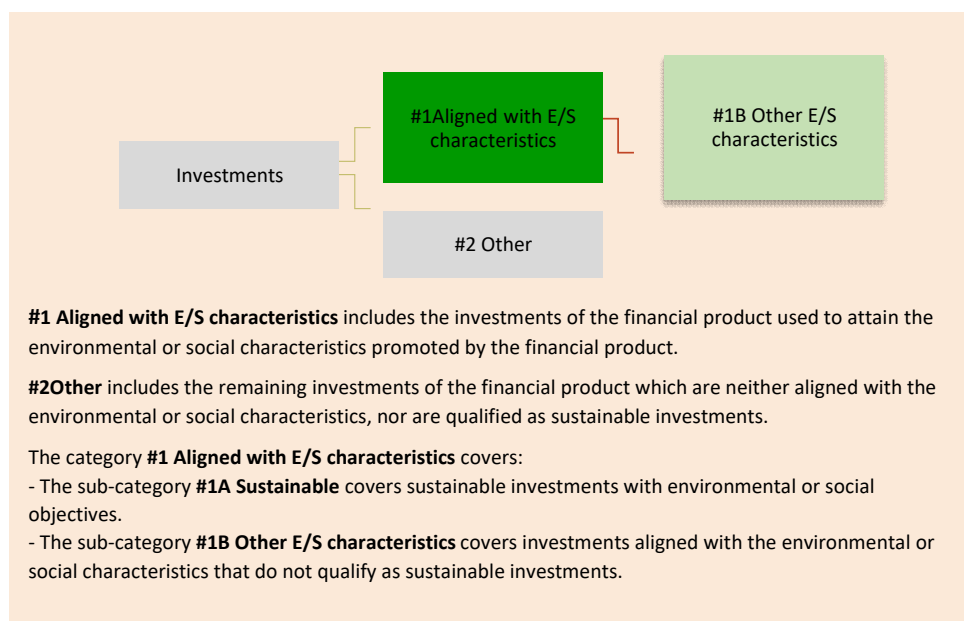 #1Aligned with E/S
characteristics
#1B Other E/S
characteristics
Investments
#2 Other
#1 Aligned with E/S characteristics includes the investments of the financial product used to attain the
environmental or social characteristics promoted by the financial product.
#2Other includes the remaining investments of the financial product which are neither aligned with the
environmental or social characteristics, nor are qualified as sustainable investments.
The category #1 Aligned with E/S characteristics covers:
- The sub-category #1A Sustainable covers sustainable investments with environmental or social
objectives.
- The sub-category #1B Other E/S characteristics covers investments aligned with the environmental or
social characteristics that do not qualify as sustainable investments.